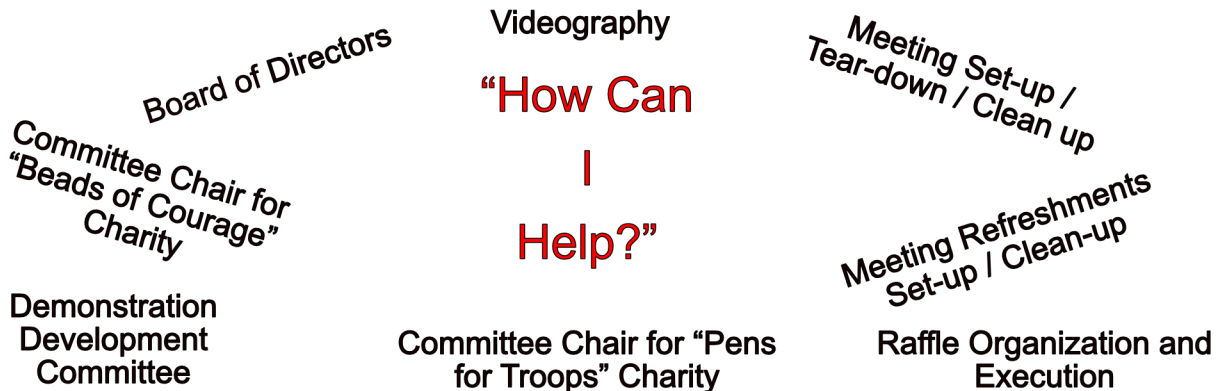 Videography
Board of Directors
Meeting Set-up /
Tear-down / Clean up
“How Can
I
Help?”
Committee Chair for
“Beads of Courage”
Charity
Meeting Refreshments
Set-up / Clean-up
Demonstration
Development
Committee
Committee Chair for “Pens
for Troops” Charity
Raffle Organization and
Execution